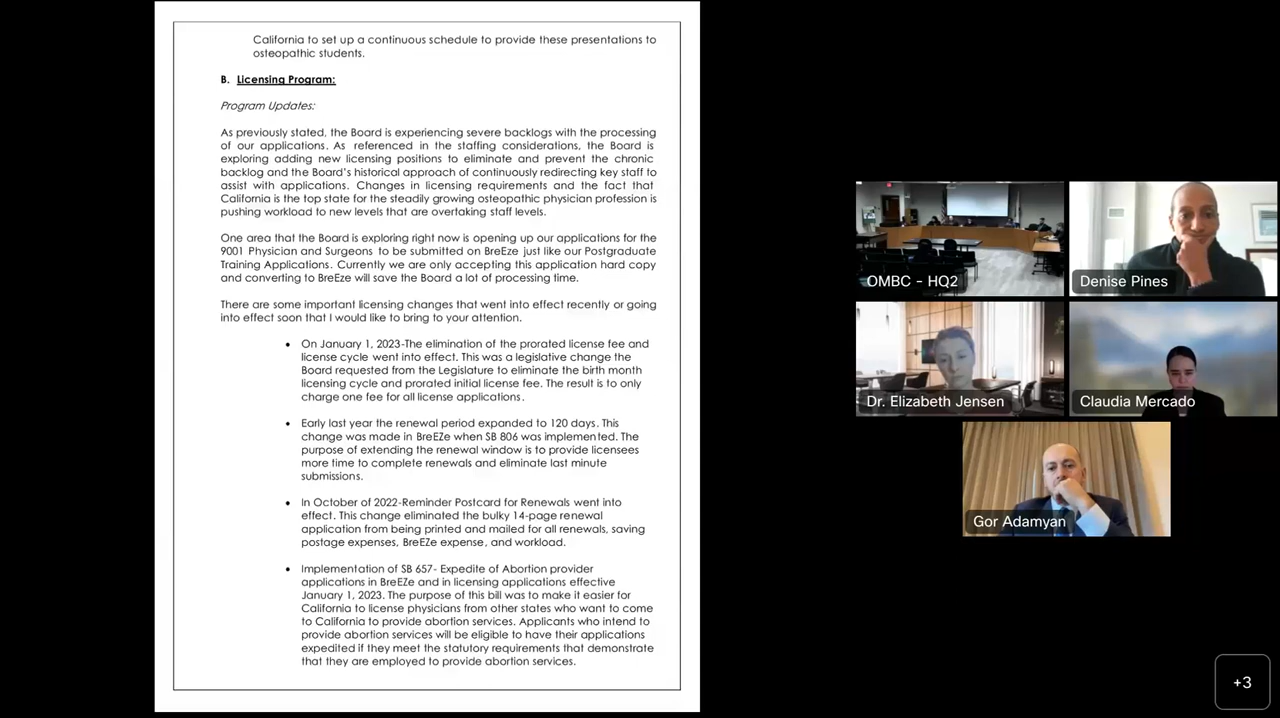 California to set up a continuous schedule to provide these presentations to
osteopathic students.
B. Licensing Program:
Program Updates:
As previously stated, the Board is experiencing severe backlogs with the processing
of our applications. As referenced in the staffing considerations, the Board is
exploring adding new licensing positions to eliminate and prevent the chronic
backlog and the Board's historical approach of continuously redirecting key staff to
assist with applications. Changes in licensing requirements and the fact that
California is the top state for the steadily growing osteopathic physician profession is
pushing workload to new levels that are overtaking staff levels.
One area that the Board is exploring right now is opening up our applications for the
9001 Physician and Surgeons to be submitted on BreEze just like our Postgraduate
Training Applications. Currently we are only accepting this application hard copy
and converting to BreEze will save the Board a lot of processing time.
There are some important licensing changes that went into effect recently or going
into effect soon that I would like to bring to your attention.
• On January 1, 2023-The elimination of the prorated license fee and
license cycle went into effect. This was a legislative change the
Board requested from the Legislature to eliminate the birth month
licensing cycle and prorated initial license fee. The result is to only
charge one fee for all license applications.
• Early last year the renewal period expanded to 120 days. This
change was made in BreEZe when SB 806 was implemented. The
purpose of extending the renewal window is to provide licensees
more time to complete renewals and eliminate last minute
submissions.
• In October of 2022-Reminder Postcard for Renewals went into
effect. This change eliminated the bulky 14-page renewal
application from being printed and mailed for all renewals, saving
postage expenses, BreEZe expense, and workload.
• Implementation of SB 657- Expedite of Abortion provider
applications in BreEZe and in licensing applications effective
January 1, 2023. The purpose of this bill was to make it easier for
California to license physicians from other states who want to come
to California to provide abortion services. Applicants who intend to
provide abortion services will be eligible to have their applications
expedited if they meet the statutory requirements that demonstrate
that they are employed to provide abortion services.
OMBC - HQ2
Denise Pines
Dr. Elizabeth Jensen
Claudia Mercado
Gor Adamyan
+3